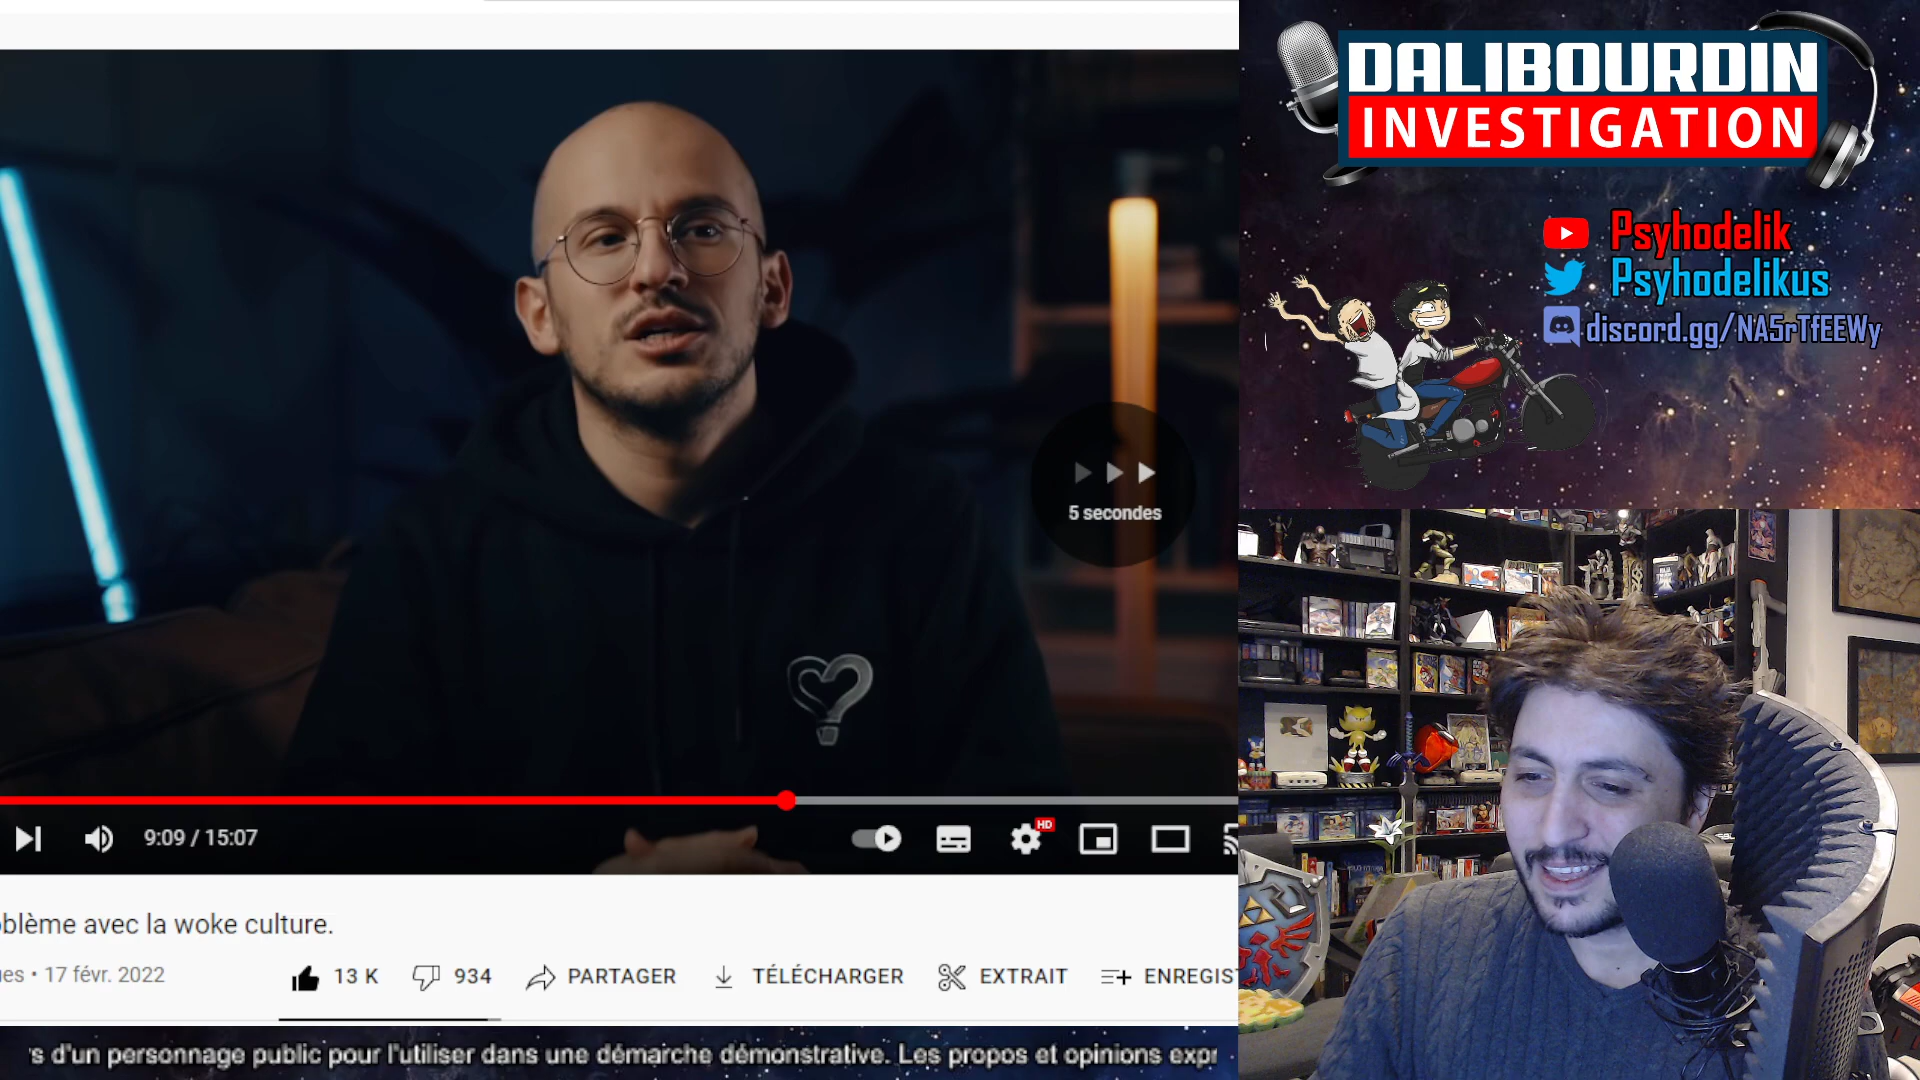 5 secondes
HD
9:09 / 15:07
blème avec la woke culture.
es • 17 févr. 2022
13 K
934
PARTAGER
TÉLÉCHARGER
EXTRAIT
ENREGIS
s d'un personnage public pour l'utiliser dans une démarche démonstrative. Les propos et opinions expr
DALIBOURDIN
INVESTIGATION
Psyhodelik
Psyhodelikus
discord.gg/NA5rTfEEWy